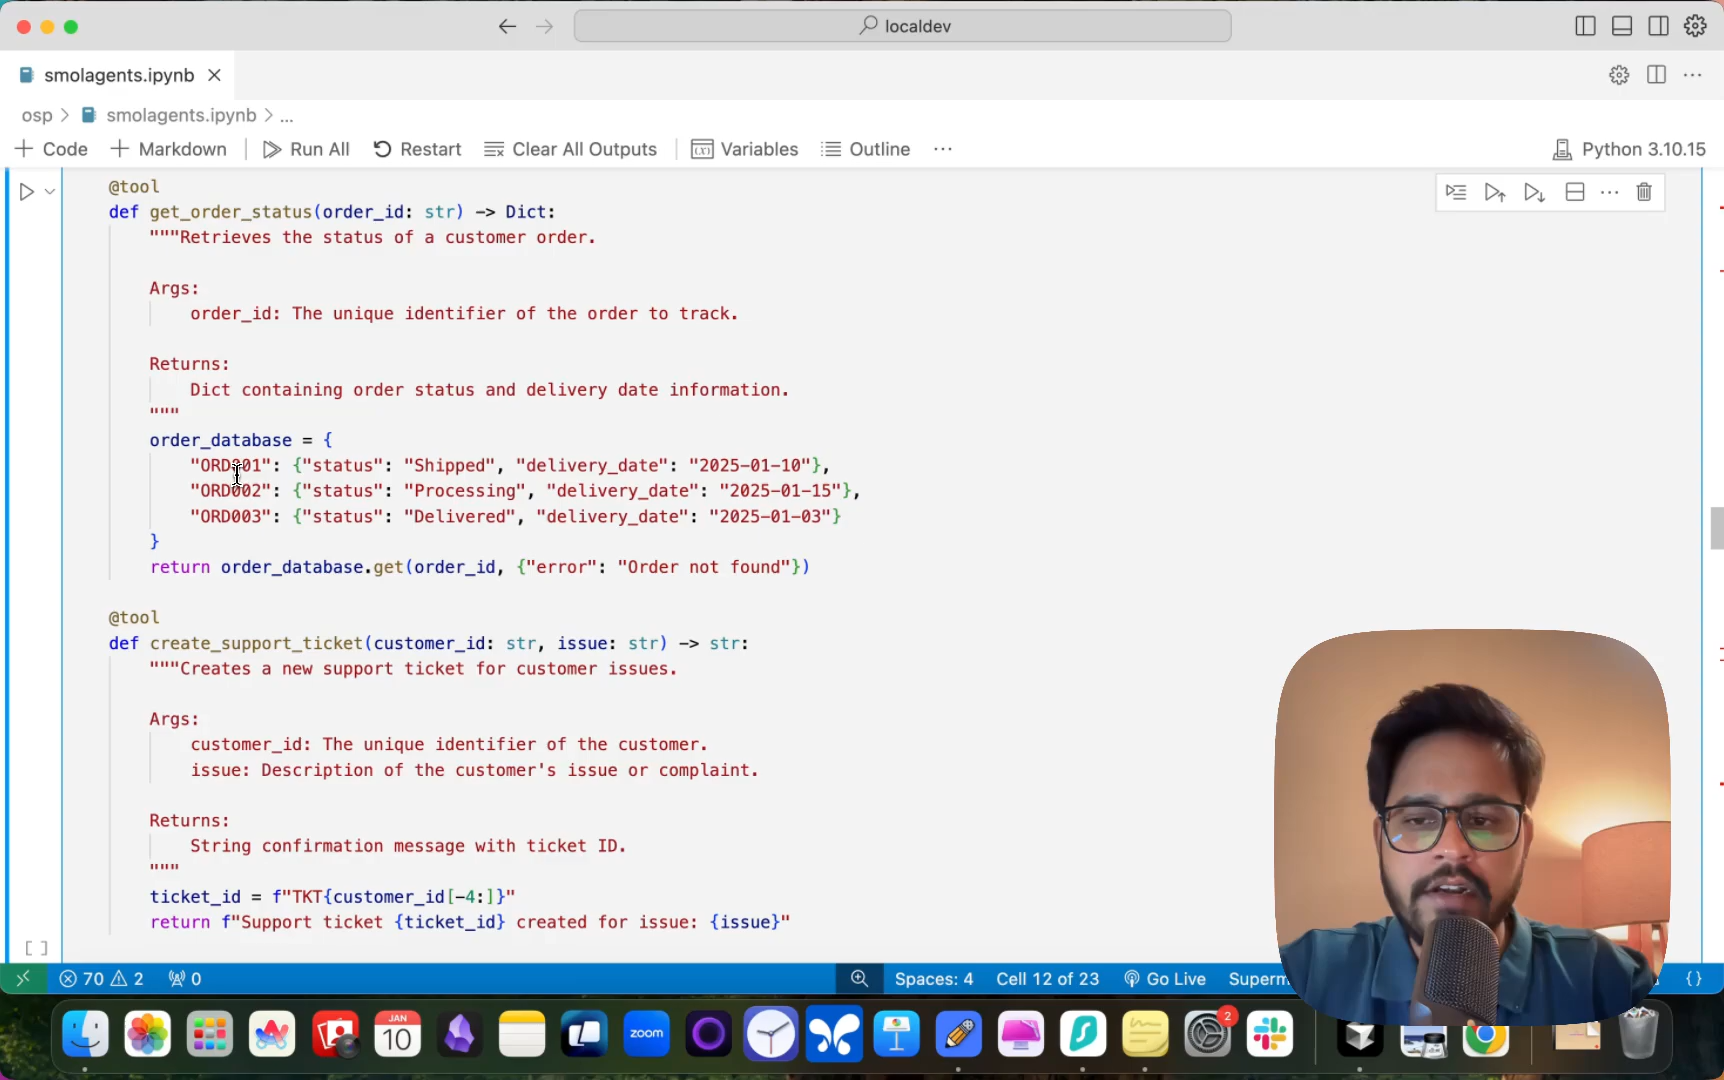 localdev
smolagents.ipynb
osp > smolagents.ipynb > ...
+ Code + Markdown Run All Restart Clear All Outputs Variables Outline ... Python 3.10.15
@tool
def get_order_status(order_id: str) -> Dict:
"""Retrieves the status of a customer order.
Args:
order_id: The unique identifier of the order to track.
Returns:
Dict containing order status and delivery date information.
"""
order_database = {
"ORD001": {"status": "Shipped", "delivery_date": "2025-01-10"},
"ORD002": {"status": "Processing", "delivery_date": "2025-01-15"},
"ORD003": {"status": "Delivered", "delivery_date": "2025-01-03"}
}
return order_database.get(order_id, {"error": "Order not found"})
@tool
def create_support_ticket(customer_id: str, issue: str) -> str:
"""Creates a new support ticket for customer issues.
Args:
customer_id: The unique identifier of the customer.
issue: Description of the customer's issue or complaint.
Returns:
String confirmation message with ticket ID.
"""
ticket_id = f"TKT{customer_id[-4:]}"
return f"Support ticket {ticket_id} created for issue: {issue}"
[ ]
70 2 0 Spaces: 4 Cell 12 of 23 Go Live Superm {}
JAN
10
zoom
2